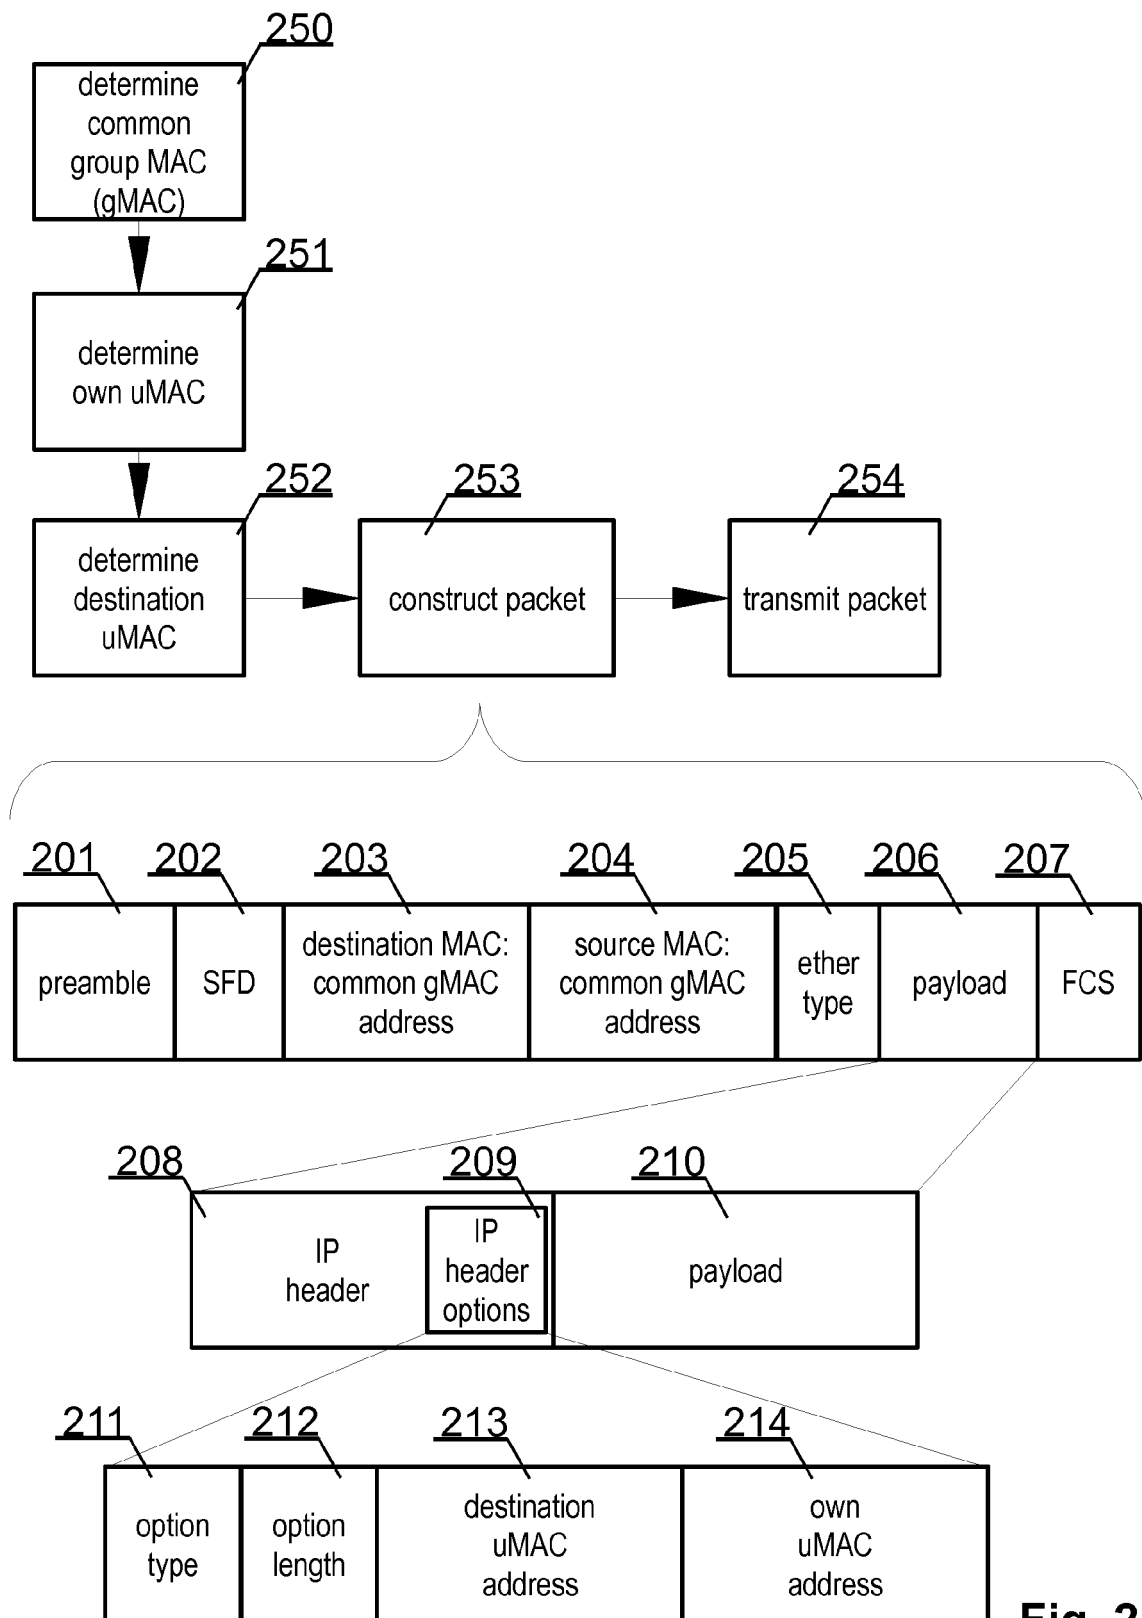 250
determine
common
group MAC
(gMAC)
251
determine
own uMAC
252
determine
destination
uMAC
253
construct packet
254
transmit packet
201
preamble
202
SFD
203
destination MAC:
common gMAC
address
204
source MAC:
common gMAC
address
205
ether
type
206
payload
207
FCS
208
IP
header
209
IP
header
options
210
payload
211
option
type
212
option
length
213
destination
uMAC
address
214
own
uMAC
address
Fig. 2